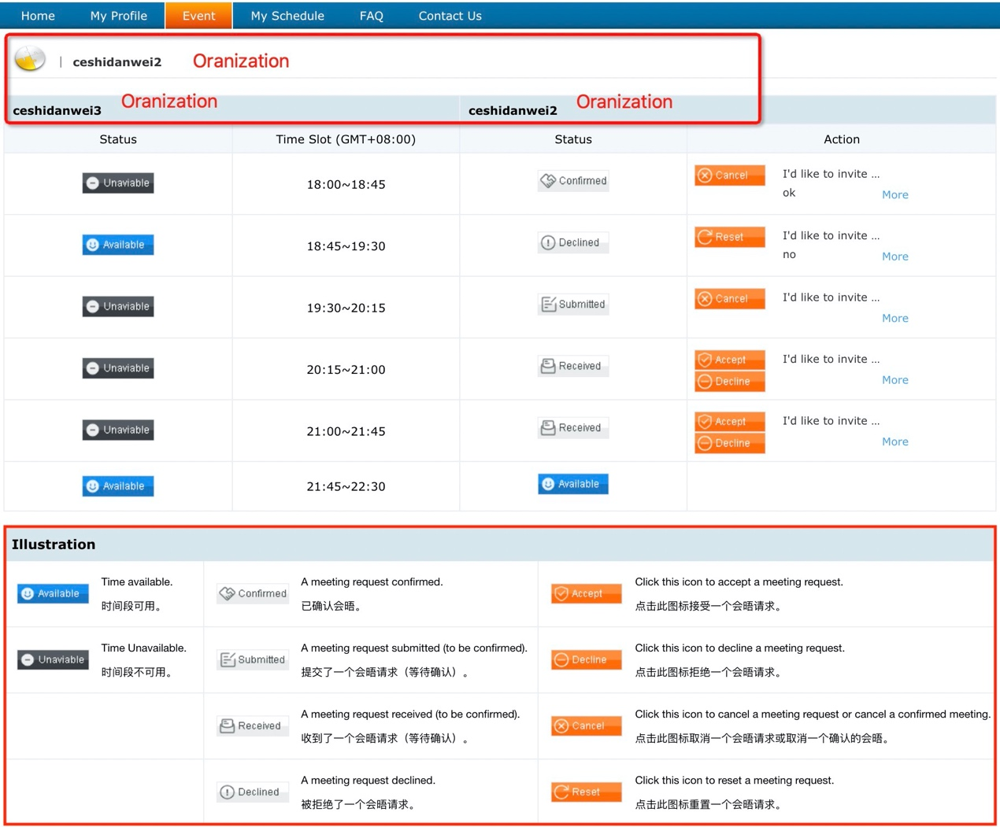 Home My Profile Event My Schedule FAQ Contact Us
| ceshidanwei2 Oranization
ceshidanwei3 Oranization ceshidanwei2 Oranization
Status Time Slot (GMT+08:00) Status Action
Unaviable 18:00~18:45 Confirmed Cancel I'd like to invite ...
ok More
Available 18:45~19:30 Declined Reset I'd like to invite ...
no More
Unaviable 19:30~20:15 Submitted Cancel I'd like to invite ...
More
Unaviable 20:15~21:00 Received Accept I'd like to invite ...
Decline More
Unaviable 21:00~21:45 Received Accept I'd like to invite ...
Decline More
Available 21:45~22:30 Available
Illustration
Available Time available. Confirmed A meeting request confirmed. Accept Click this icon to accept a meeting request.
时间段可用。 已确认会晤。 点击此图标接受一个会晤请求。
Unaviable Time Unavailable. Submitted A meeting request submitted (to be confirmed). Decline Click this icon to decline a meeting request.
时间段不可用。 提交了一个会晤请求（等待确认）。 点击此图标拒绝一个会晤请求。
Received A meeting request received (to be confirmed). Cancel Click this icon to cancel a meeting request or cancel a confirmed meeting.
收到了一个会晤请求（等待确认）。 点击此图标取消一个会晤请求或取消一个确认的会晤。
Declined A meeting request declined. Reset Click this icon to reset a meeting request.
被拒绝了一个会晤请求。 点击此图标重置一个会晤请求。